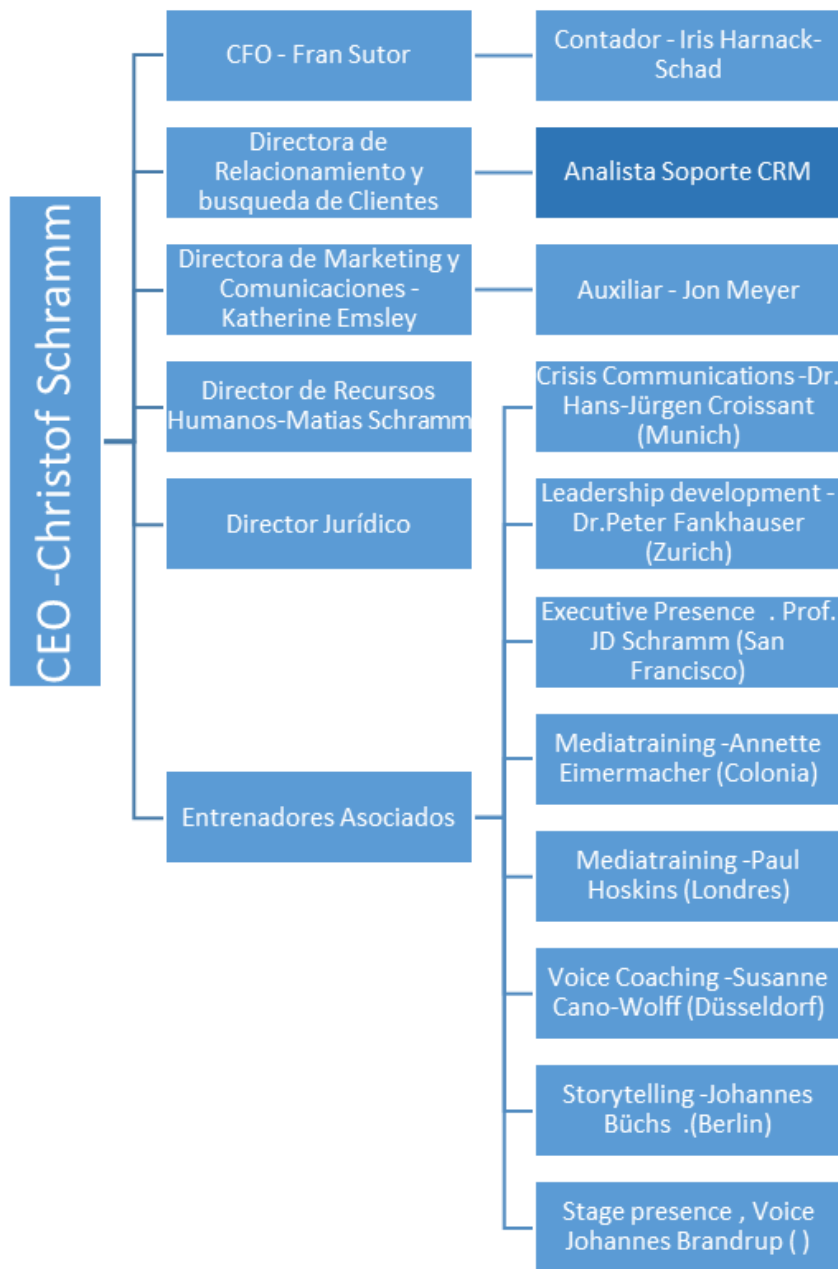 CEO -Christof Schramm
CFO - Fran Sutor
Contador - Iris Harnack-
Schad
Directora de
Relacionamiento y
busqueda de Clientes
Analista Soporte CRM
Directora de Marketing y
Comunicaciones -
Katherine Emsley
Auxiliar - Jon Meyer
Director de Recursos
Humanos-Matias Schramm
Director Jurídico
Entrenadores Asociados
Crisis Communications -Dr.
Hans-Jürgen Croissant
(Munich)
Leadership development -
Dr.Peter Fankhauser
(Zurich)
Executive Presence . Prof.
JD Schramm (San
Francisco)
Mediatraining -Annette
Eimermacher (Colonia)
Mediatraining -Paul
Hoskins (Londres)
Voice Coaching -Susanne
Cano-Wolff (Düsseldorf)
Storytelling -Johannes
Büchs .(Berlin)
Stage presence , Voice
Johannes Brandrup ( )